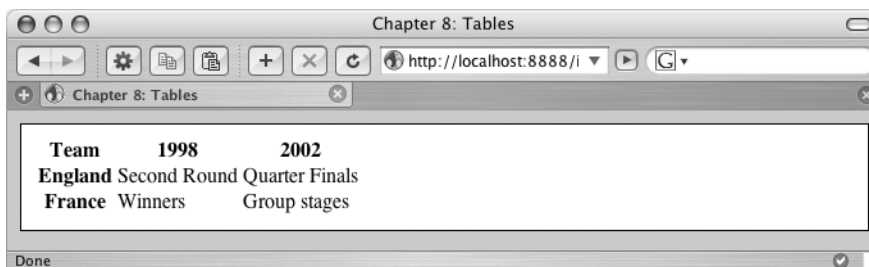 Chapter 8: Tables
http://localhost:8888/i
G
Chapter 8: Tables
Team 1998 2002
England Second Round Quarter Finals
France Winners Group stages
Done